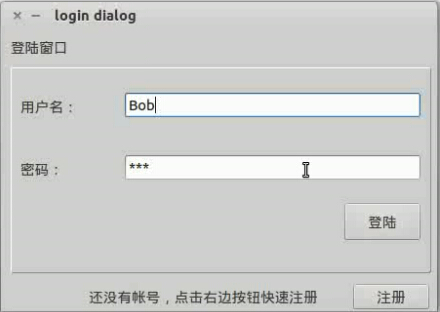 login dialog
登陆窗口
用户名：
Bob
密码：
***
登陆
还没有帐号，点击右边按钮快速注册
注册